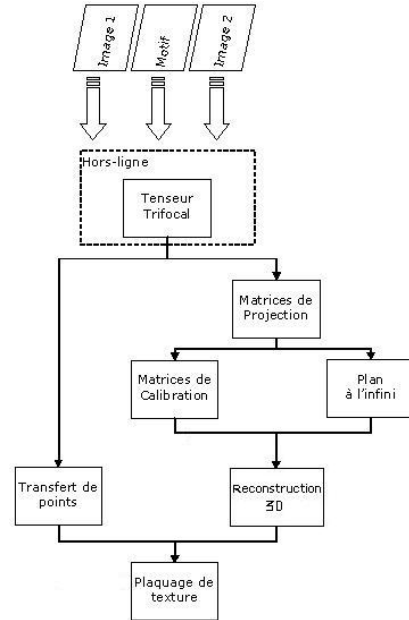 Image 1
Motif
Image 2
Hors-ligne
Tenseur
Trifocal
Matrices de
Projection
Matrices de
Calibration
Plan
à l'infini
Transfert de
points
Reconstruction
3D
Plaquage de
texture